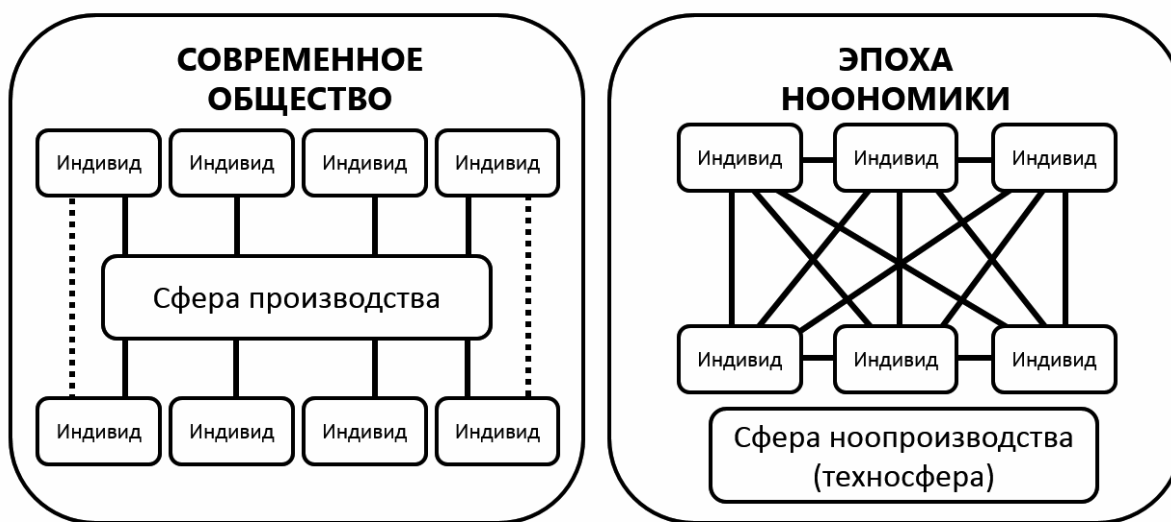 СОВРЕМЕННОЕ
ОБЩЕСТВО
Индивид
Индивид
Индивид
Индивид
Сфера производства
Индивид
Индивид
Индивид
Индивид
ЭПОХА
НООНОМИКИ
Индивид
Индивид
Индивид
Индивид
Индивид
Индивид
Сфера ноопроизводства
(техносфера)